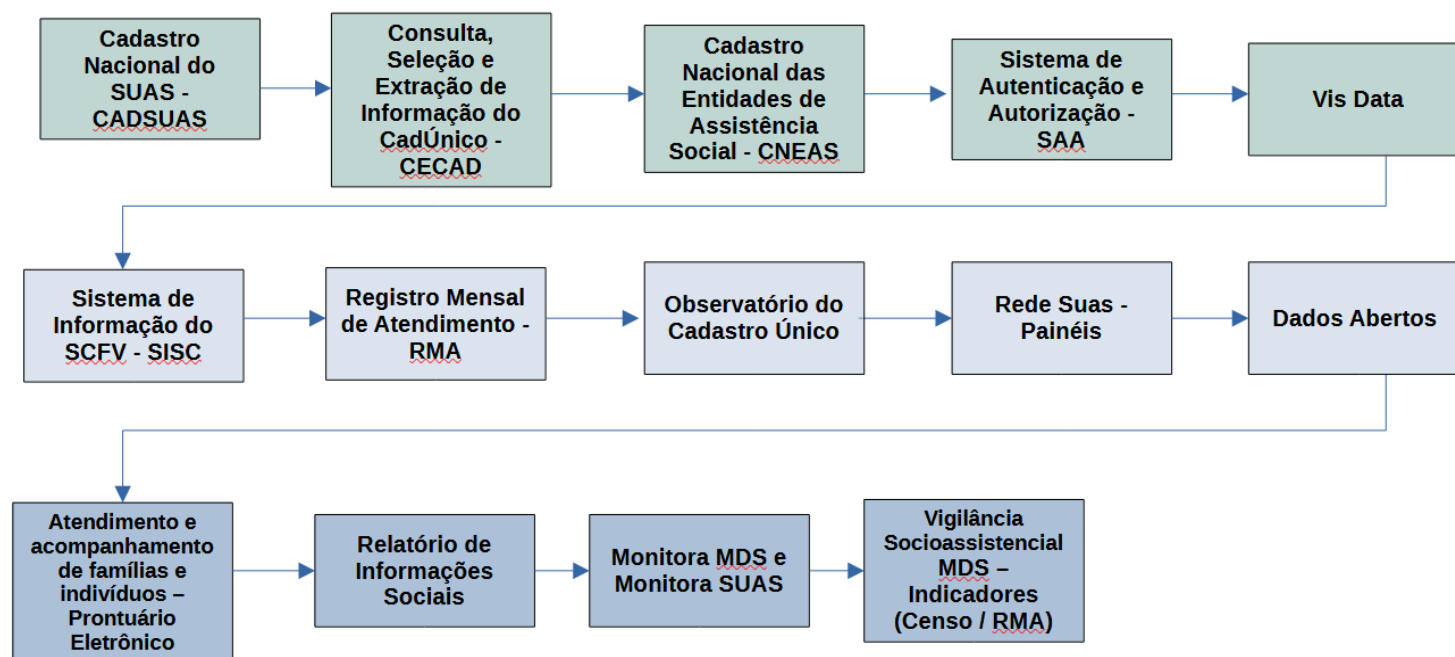 Cadastro
Nacional do
SUAS -
CADSUAS
Consulta,
Seleção e
Extração de
Informação do
CadÚnico -
CECAD
Cadastro
Nacional das
Entidades de
Assistência
Social - CNEAS
Sistema de
Autenticação e
Autorização -
SAA
Vis Data
Sistema de
Informação do
SCFV - SISC
Registro Mensal
de Atendimento -
RMA
Observatório do
Cadastro Único
Rede Suas -
Painéis
Dados Abertos
Atendimento e
acompanhamento
de famílias e
indivíduos –
Prontuário
Eletrônico
Relatório de
Informações
Sociais
Monitora MDS e
Monitora SUAS
Vigilância
Socioassistencial
MDS –
Indicadores
(Censo / RMA)